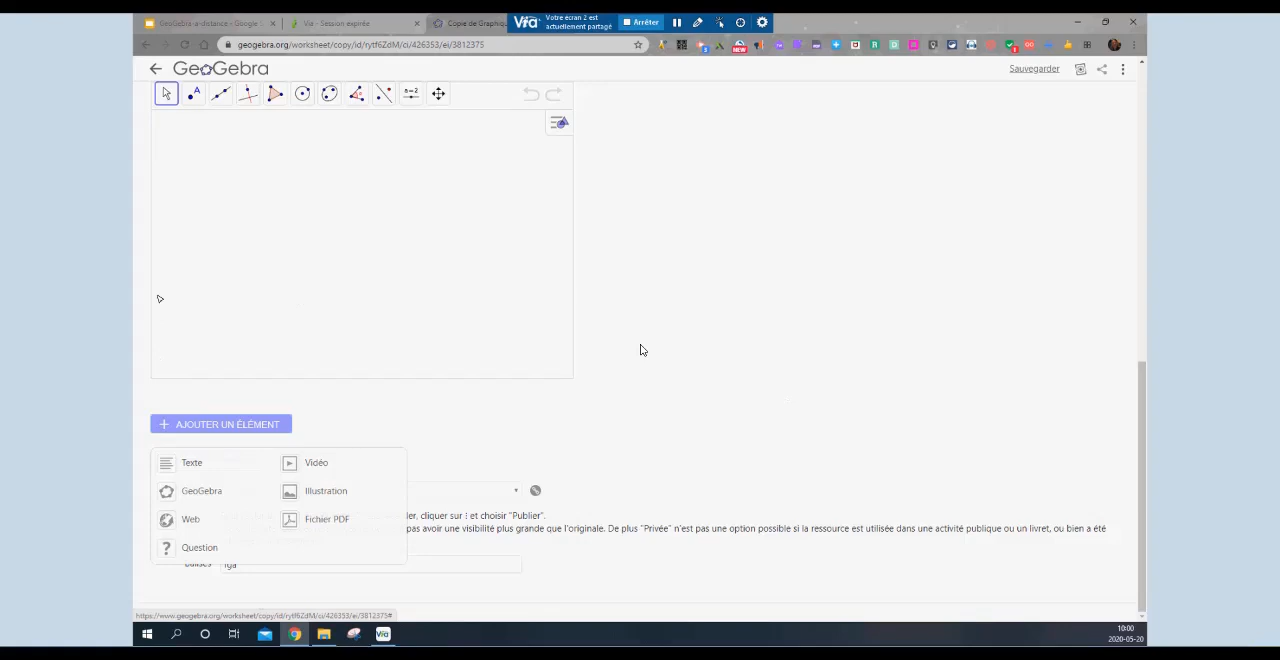 GeoGebra-a-distance - Google S
Via - Session expirée
Copie de Graphiq
Via
Votre écran 2 est
actuellement partagé
Arrêter
geogebra.org/worksheet/copy/id/rytf6ZdM/ci/426353/ei/3812375
NEW
GeoGebra
Sauvegarder
A
a=2
AJOUTER UN ÉLÉMENT
Texte
Vidéo
GeoGebra
Illustration
ler, cliquer sur ⋮ et choisir "Publier".
Web
Fichier PDF
pas avoir une visibilité plus grande que l'originale. De plus "Privée" n'est pas une option possible si la ressource est utilisée dans une activité publique ou un livret, ou bien a été
Question
https://www.geogebra.org/worksheet/copy/id/rytf6ZdM/ci/426353/ei/3812375#
Via
10:00
2020-05-20